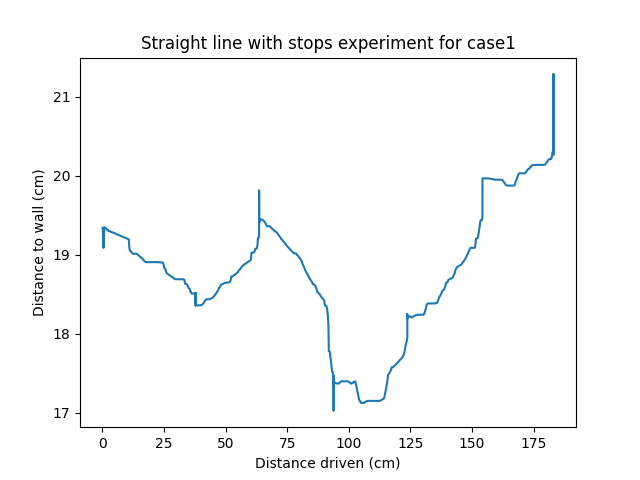 Straight line with stops experiment for case1
21
20
19
18
17
Distance to wall (cm)
0 25 50 75 100 125 150 175
Distance driven (cm)